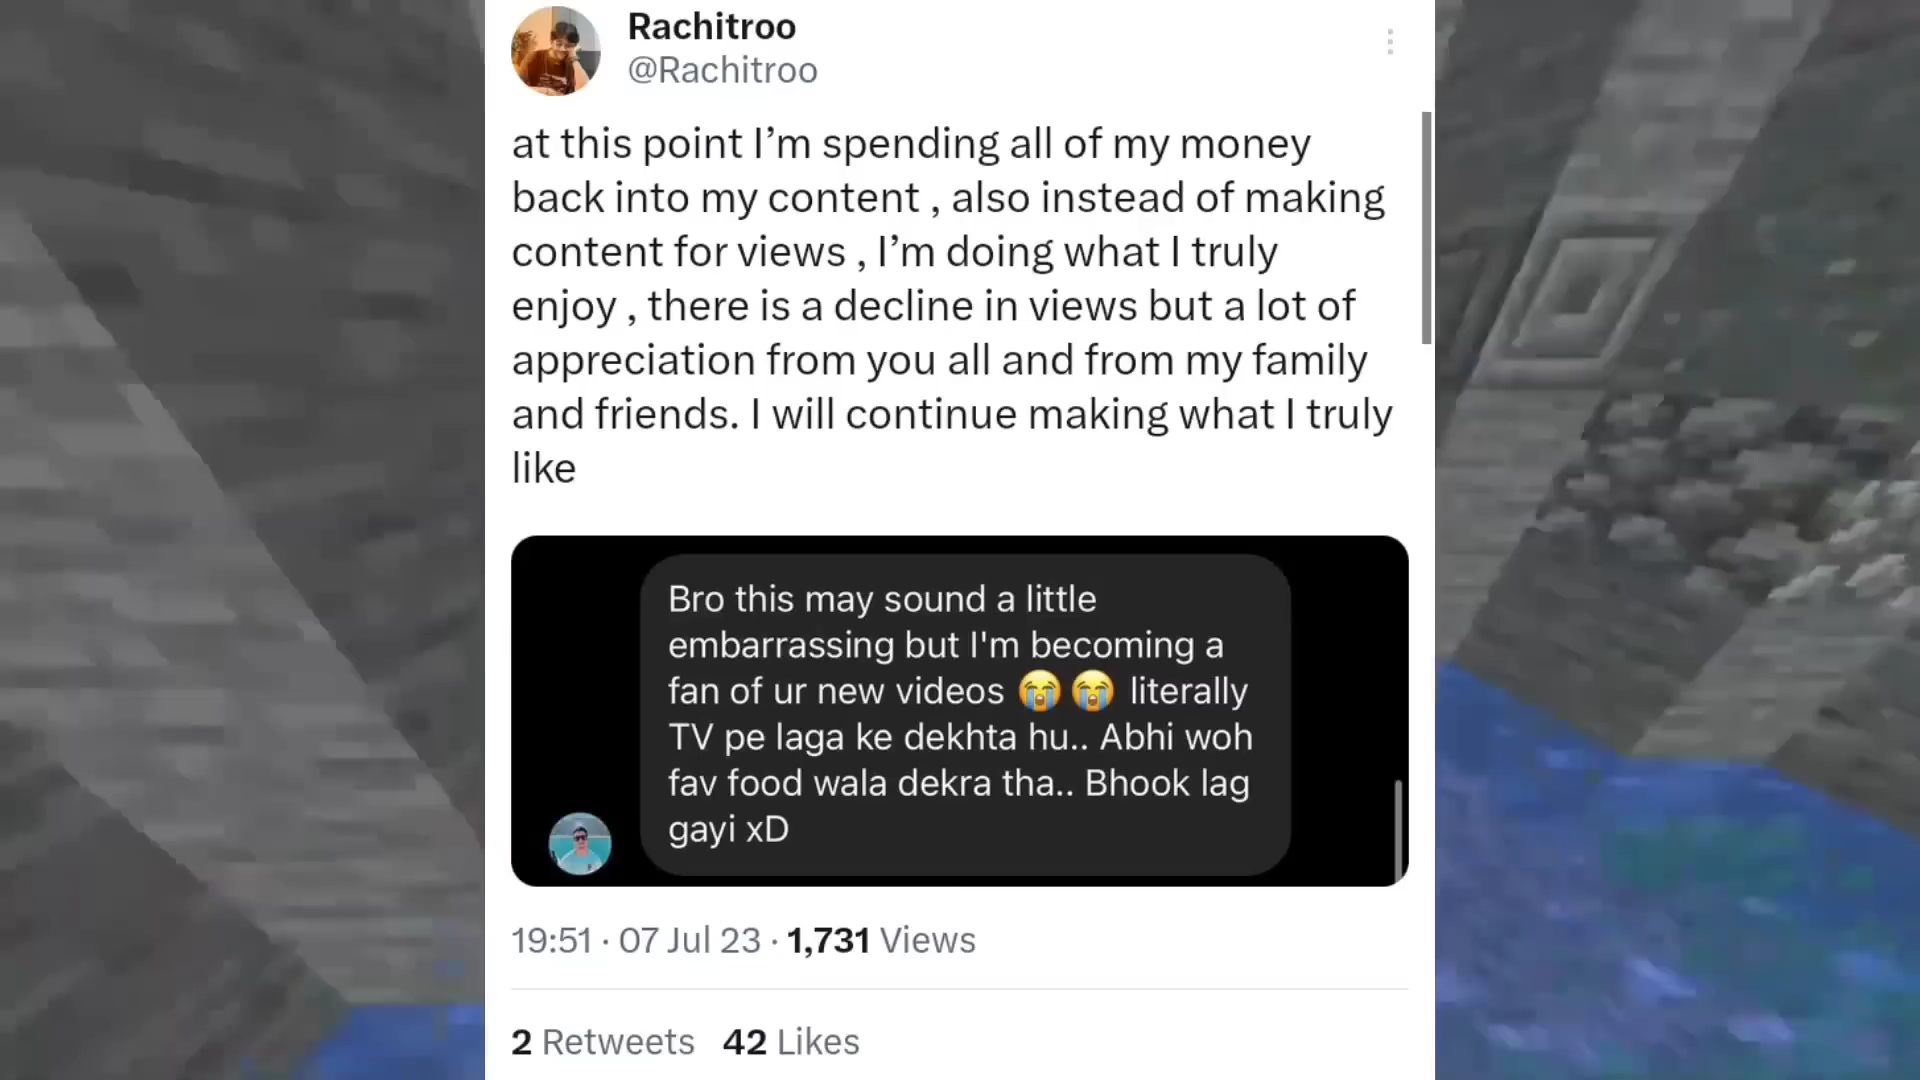 Rachitroo
@Rachitroo
at this point I’m spending all of my money
back into my content , also instead of making
content for views , I’m doing what I truly
enjoy , there is a decline in views but a lot of
appreciation from you all and from my family
and friends. I will continue making what I truly
like
Bro this may sound a little
embarrassing but I'm becoming a
fan of ur new videos 😭😭 literally
TV pe laga ke dekhta hu.. Abhi woh
fav food wala dekra tha.. Bhook lag
gayi xD
19:51 · 07 Jul 23 · 1,731 Views
2 Retweets 42 Likes